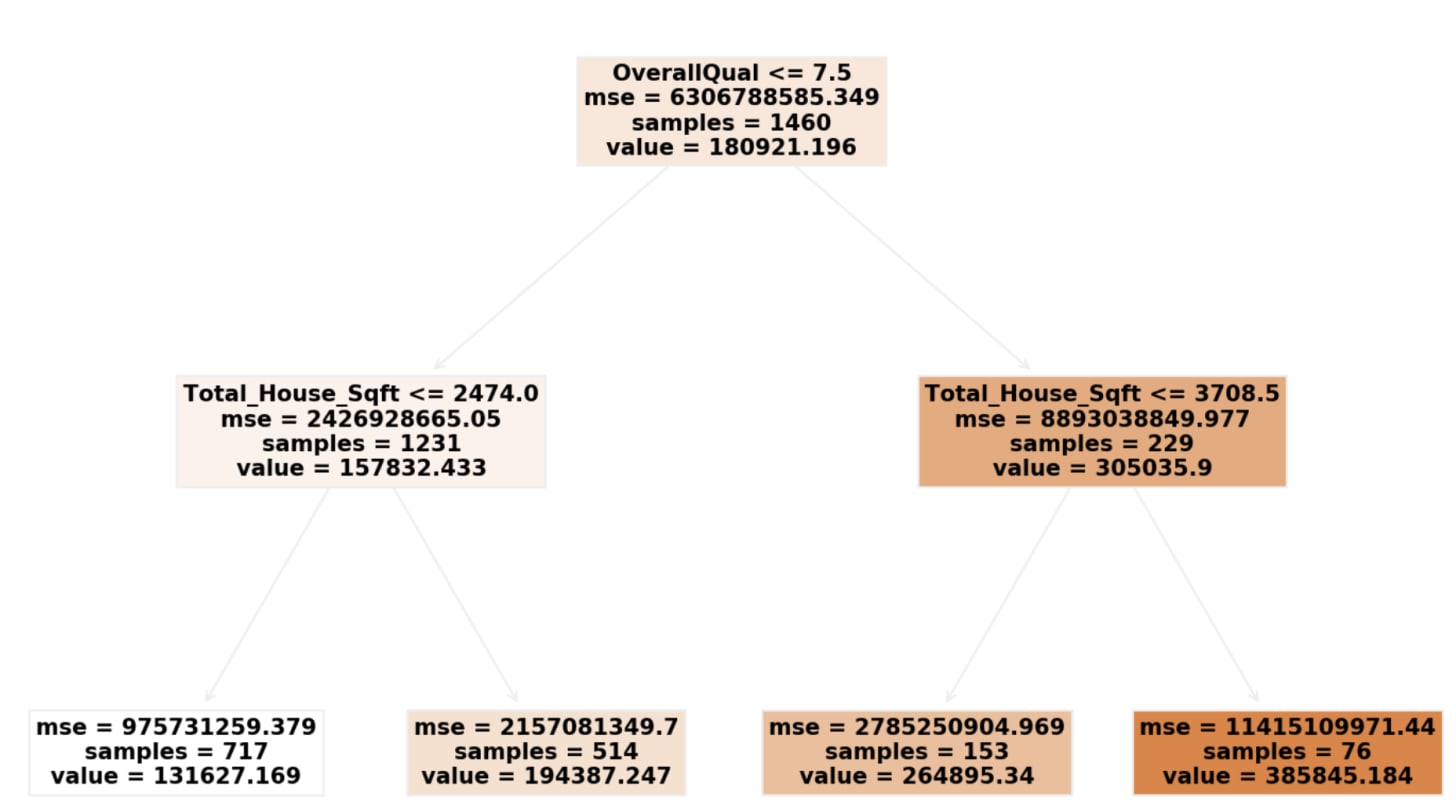 OverallQual <= 7.5
mse = 6306788585.349
samples = 1460
value = 180921.196
Total_House_Sqft <= 2474.0
mse = 2426928665.05
samples = 1231
value = 157832.433
Total_House_Sqft <= 3708.5
mse = 8893038849.977
samples = 229
value = 305035.9
mse = 975731259.379
samples = 717
value = 131627.169
mse = 2157081349.7
samples = 514
value = 194387.247
mse = 2785250904.969
samples = 153
value = 264895.34
mse = 11415109971.44
samples = 76
value = 385845.184